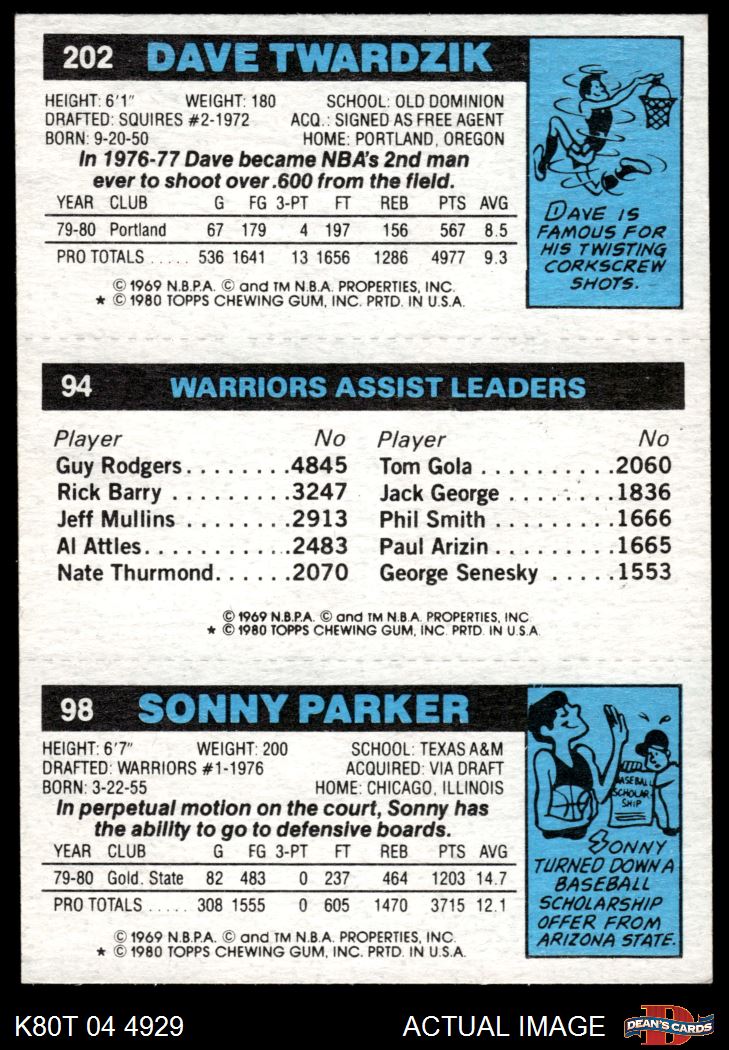 202 DAVE TWARDZIK
HEIGHT: 6'1" WEIGHT: 180 SCHOOL: OLD DOMINION
DRAFTED: SQUIRES #2-1972 ACQ.: SIGNED AS FREE AGENT
BORN: 9-20-50 HOME: PORTLAND, OREGON
In 1976-77 Dave became NBA's 2nd man
ever to shoot over .600 from the field.
YEAR CLUB G FG 3-PT FT REB PTS AVG
79-80 Portland 67 179 4 197 156 567 8.5
PRO TOTALS ..... 536 1641 13 1656 1286 4977 9.3
© 1969 N.B.P.A. © and TM N.B.A. PROPERTIES, INC.
★ © 1980 TOPPS CHEWING GUM, INC. PRTD. IN U.S.A.
DAVE IS
FAMOUS FOR
HIS TWISTING
CORKSCREW
SHOTS.
94 WARRIORS ASSIST LEADERS
Player No Player No
Guy Rodgers.........4845 Tom Gola ..........2060
Rick Barry .........3247 Jack George ........1836
Jeff Mullins ........2913 Phil Smith ..........1666
Al Attles............2483 Paul Arizin .........1665
Nate Thurmond......2070 George Senesky .....1553
© 1969 N.B.P.A. © and TM N.B.A. PROPERTIES, INC
★ © 1980 TOPPS CHEWING GUM, INC. PRTD. IN U.S.A.
98 SONNY PARKER
HEIGHT: 6'7" WEIGHT: 200 SCHOOL: TEXAS A&M
DRAFTED: WARRIORS #1-1976 ACQUIRED: VIA DRAFT
BORN: 3-22-55 HOME: CHICAGO, ILLINOIS
In perpetual motion on the court, Sonny has
the ability to go to defensive boards.
YEAR CLUB G FG 3-PT FT REB PTS AVG
79-80 Gold. State 82 483 0 237 464 1203 14.7
PRO TOTALS ..... 308 1555 0 605 1470 3715 12.1
© 1969 N.B.P.A. © and TM N.B.A. PROPERTIES, INC.
★ © 1980 TOPPS CHEWING GUM, INC. PRTD. IN U.S.A.
BASEBALL
SCHOLAR-
SHIP
SONNY
TURNED DOWN A
BASEBALL
SCHOLARSHIP
OFFER FROM
ARIZONA STATE.
K80T 04 4929 ACTUAL IMAGE
D
DEAN'S CARDS